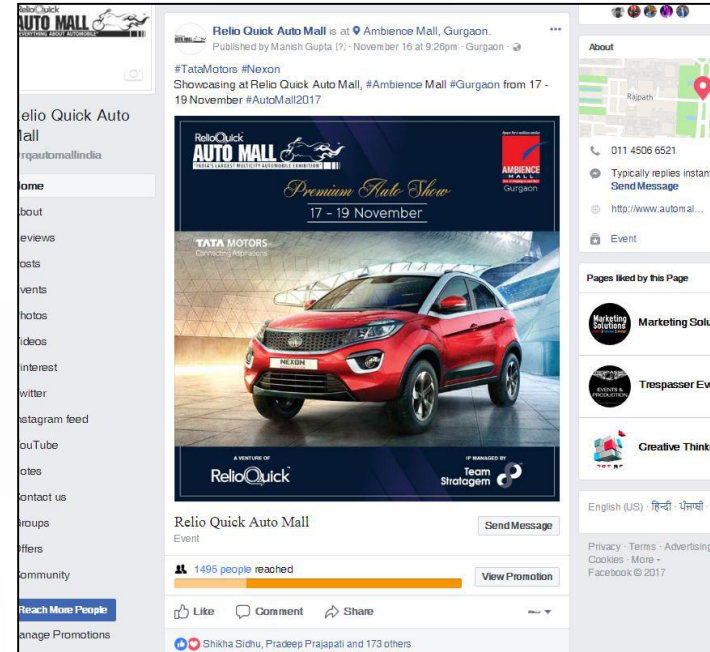 RelioQuick
AUTO MALL
EVERYTHING ABOUT AUTOMOBILE
elio Quick Auto
Mall
rqautomallindia
ome
bout
eviews
osts
vents
hotos
ideos
interest
witter
nstagram feed
ouTube
otes
ontact us
roups
ffers
ommunity
Reach More People
anage Promotions
Relio Quick Auto Mall is at Ambience Mall, Gurgaon.
Published by Manish Gupta [?] · November 16 at 9:26pm · Gurgaon ·
#TataMotors #Nexon
Showcasing at Relio Quick Auto Mall, #Ambience Mall #Gurgaon from 17 -
19 November #AutoMall2017
RelioQuick
AUTO MALL
"INDIA'S LARGEST MULTICITY AUTOMOBILE EXHIBITION"
AMBIENCE
MALL
Gurgaon
Premium Auto Show
17 - 19 November
TATA MOTORS
Connecting Aspirations
NEXON
A VENTURE OF
RelioQuick
IP MANAGED BY
Team
Stratagem
Relio Quick Auto Mall
Event
Send Message
1495 people reached
View Promotion
Like Comment Share
Shikha Sidhu, Pradeep Prajapati and 173 others
About
Rajpath
011 4506 6521
Typically replies instan
Send Message
http://www.automal...
Event
Pages liked by this Page
Marketing
Solutions
Marketing Solu
EVENTS &
PRODUCTION
Trespasser Ev
Creative Think
English (US) · हिन्दी · ਪੰਜਾਬੀ ·
Privacy · Terms · Advertising
Cookies · More
Facebook © 2017